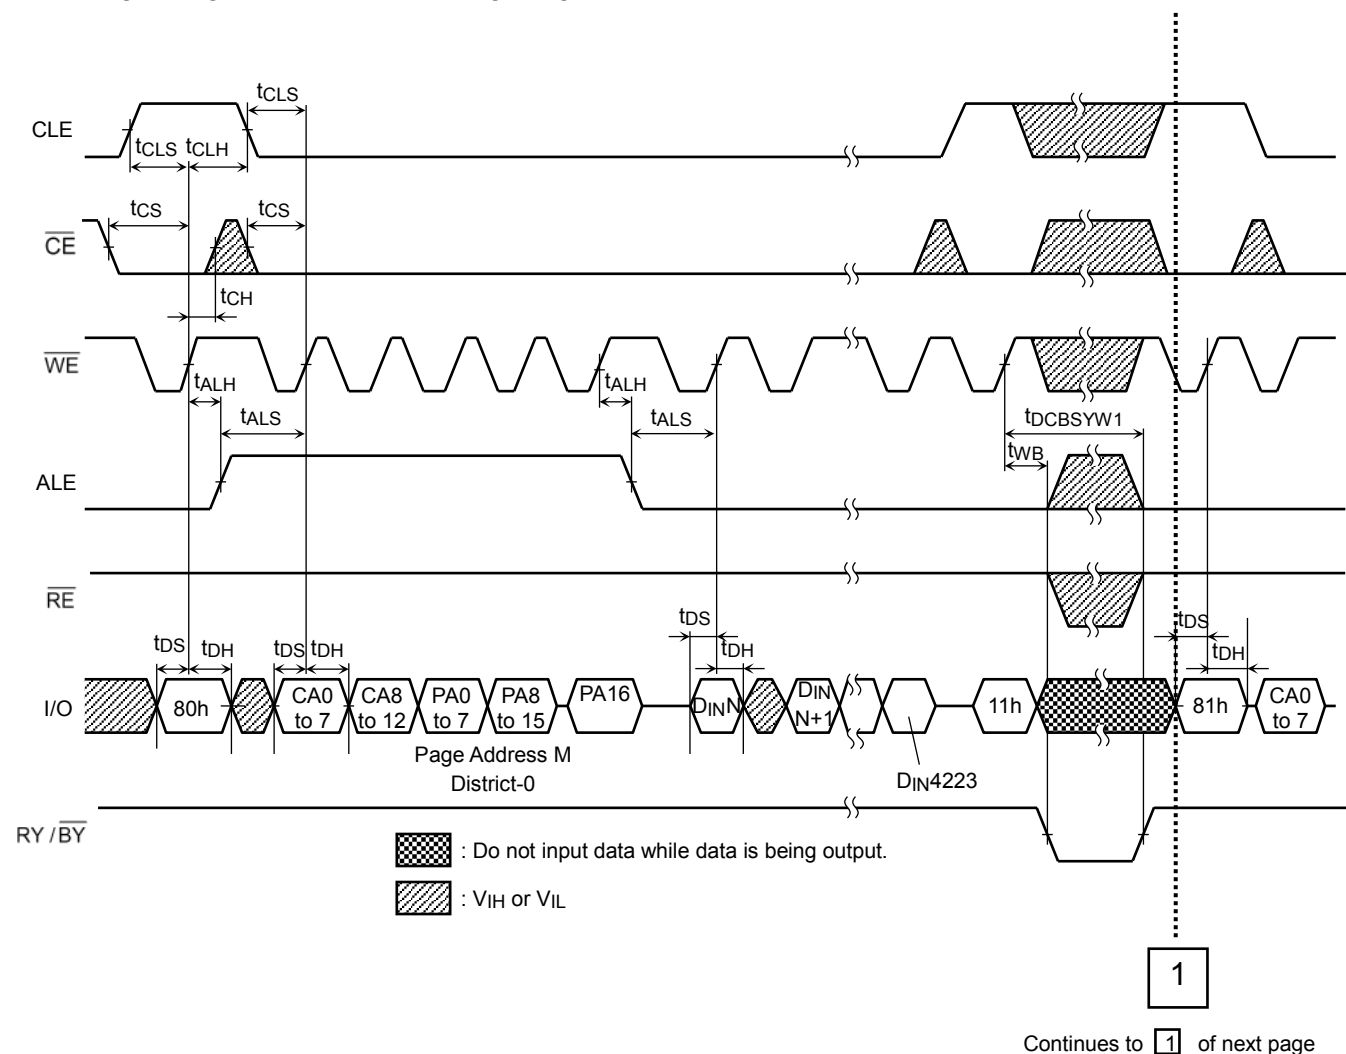 tCLS
CLE
tCLS tCLH
tCS tCS
CE
tCH
WE
tALH tALH
tALS tALS tDCBSYW1
tWB
ALE
RE
tDS tDH tDS tDH tDS tDH tDS tDH
I/O 80h CA0 to 7 CA8 to 12 PA0 to 7 PA8 to 15 PA16 DINN DIN N+1 11h 81h CA0 to 7
Page Address M
District-0
DIN4223
RY / BY
: Do not input data while data is being output.
: VIH or VIL
1
Continues to 1 of next page